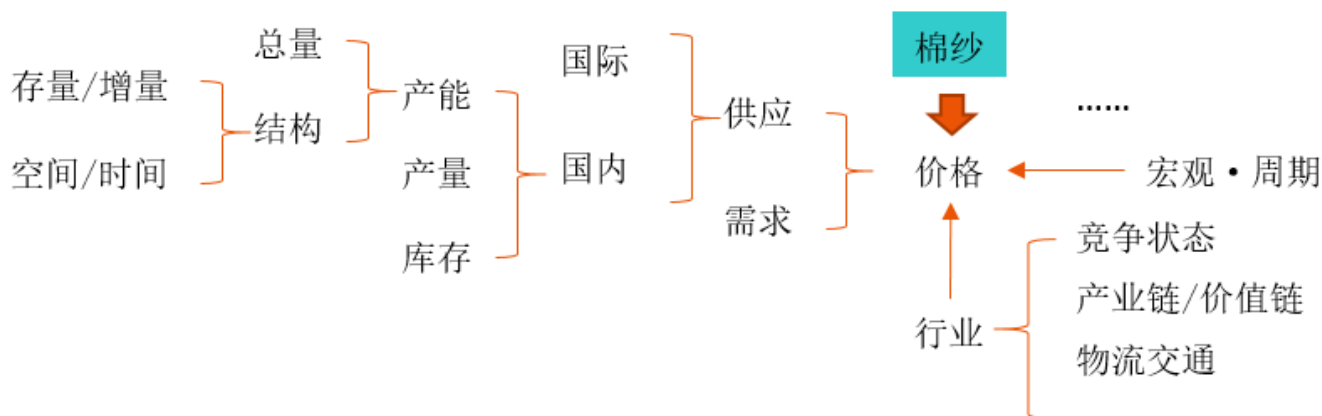 棉纱
总量
国际
存量/增量
产能
供应
……
结构
空间/时间
产量
国内
价格
宏观·周期
需求
库存
竞争状态
产业链/价值链
行业
物流交通